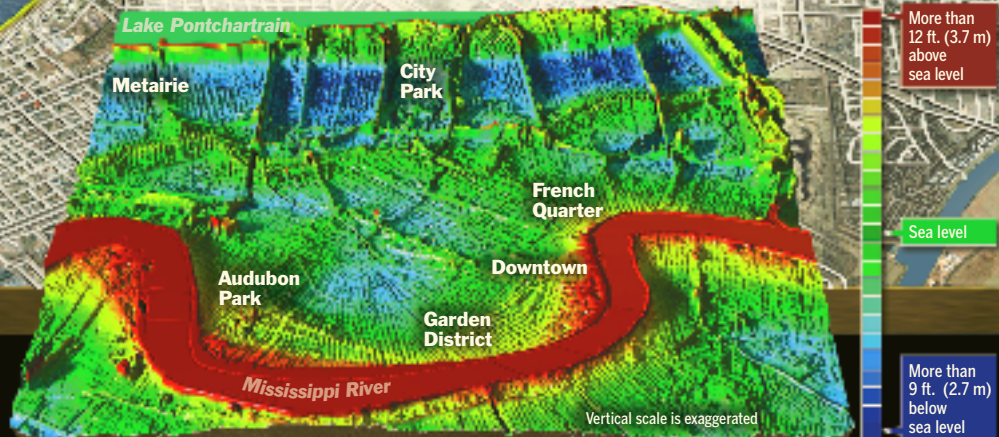 Lake Pontchartrain
Metairie
City
Park
French
Quarter
Downtown
Audubon
Park
Garden
District
Mississippi River
Vertical scale is exaggerated
More than
12 ft. (3.7 m)
above
sea level
Sea level
More than
9 ft. (2.7 m)
below
sea level